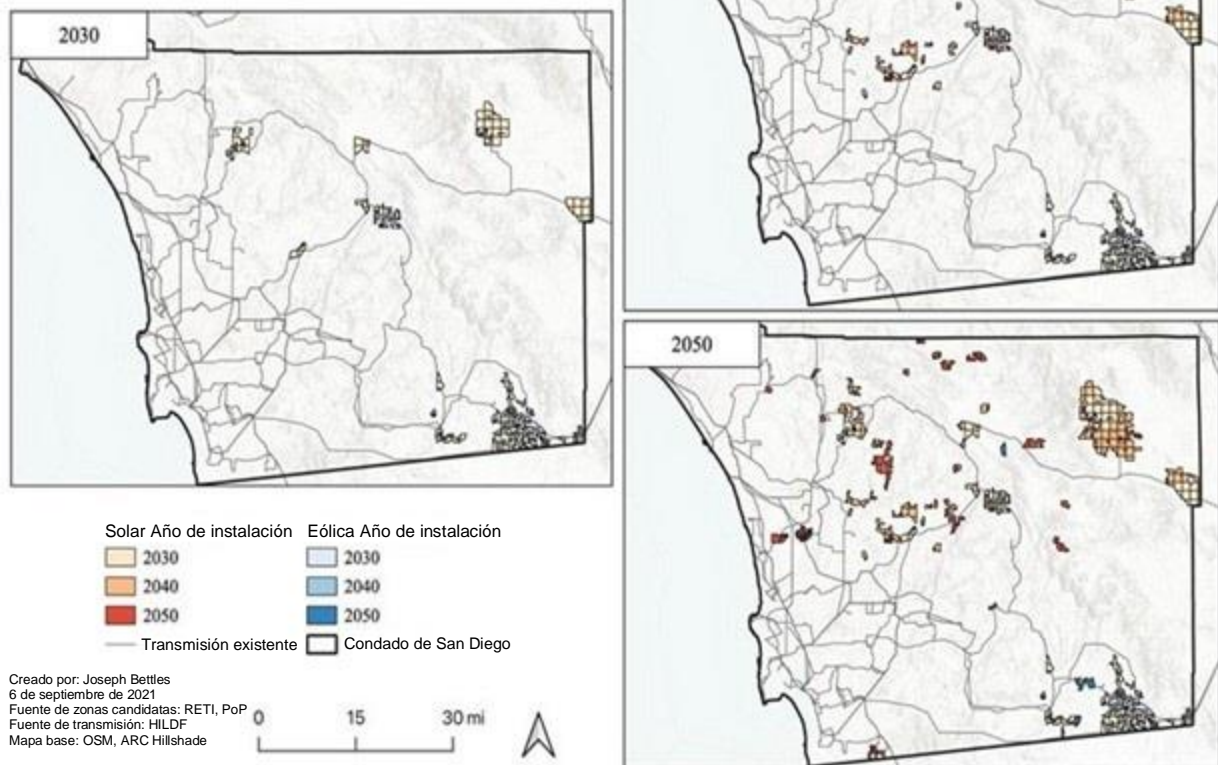 2030
2050
Solar Año de instalación Eólica Año de instalación
2030 2030
2040 2040
2050 2050
Transmisión existente Condado de San Diego
Creado por: Joseph Bettles
6 de septiembre de 2021
Fuente de zonas candidatas: RETI, PoP
Fuente de transmisión: HILDF
Mapa base: OSM, ARC Hillshade
0 15 30 mi